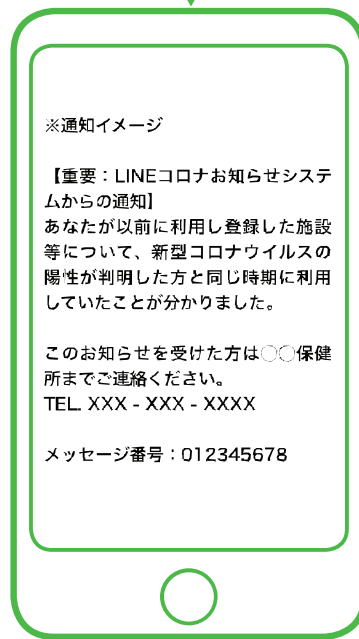 ※通知イメージ
【重要：LINEコロナお知らせシステ
ムからの通知】
あなたが以前に利用し登録した施設
等について、新型コロナウイルスの
陽性が判明した方と同じ時期に利用
していたことが分かりました。
このお知らせを受けた方は○○保健
所までご連絡ください。
TEL. XXX - XXX - XXXX
メッセージ番号：012345678